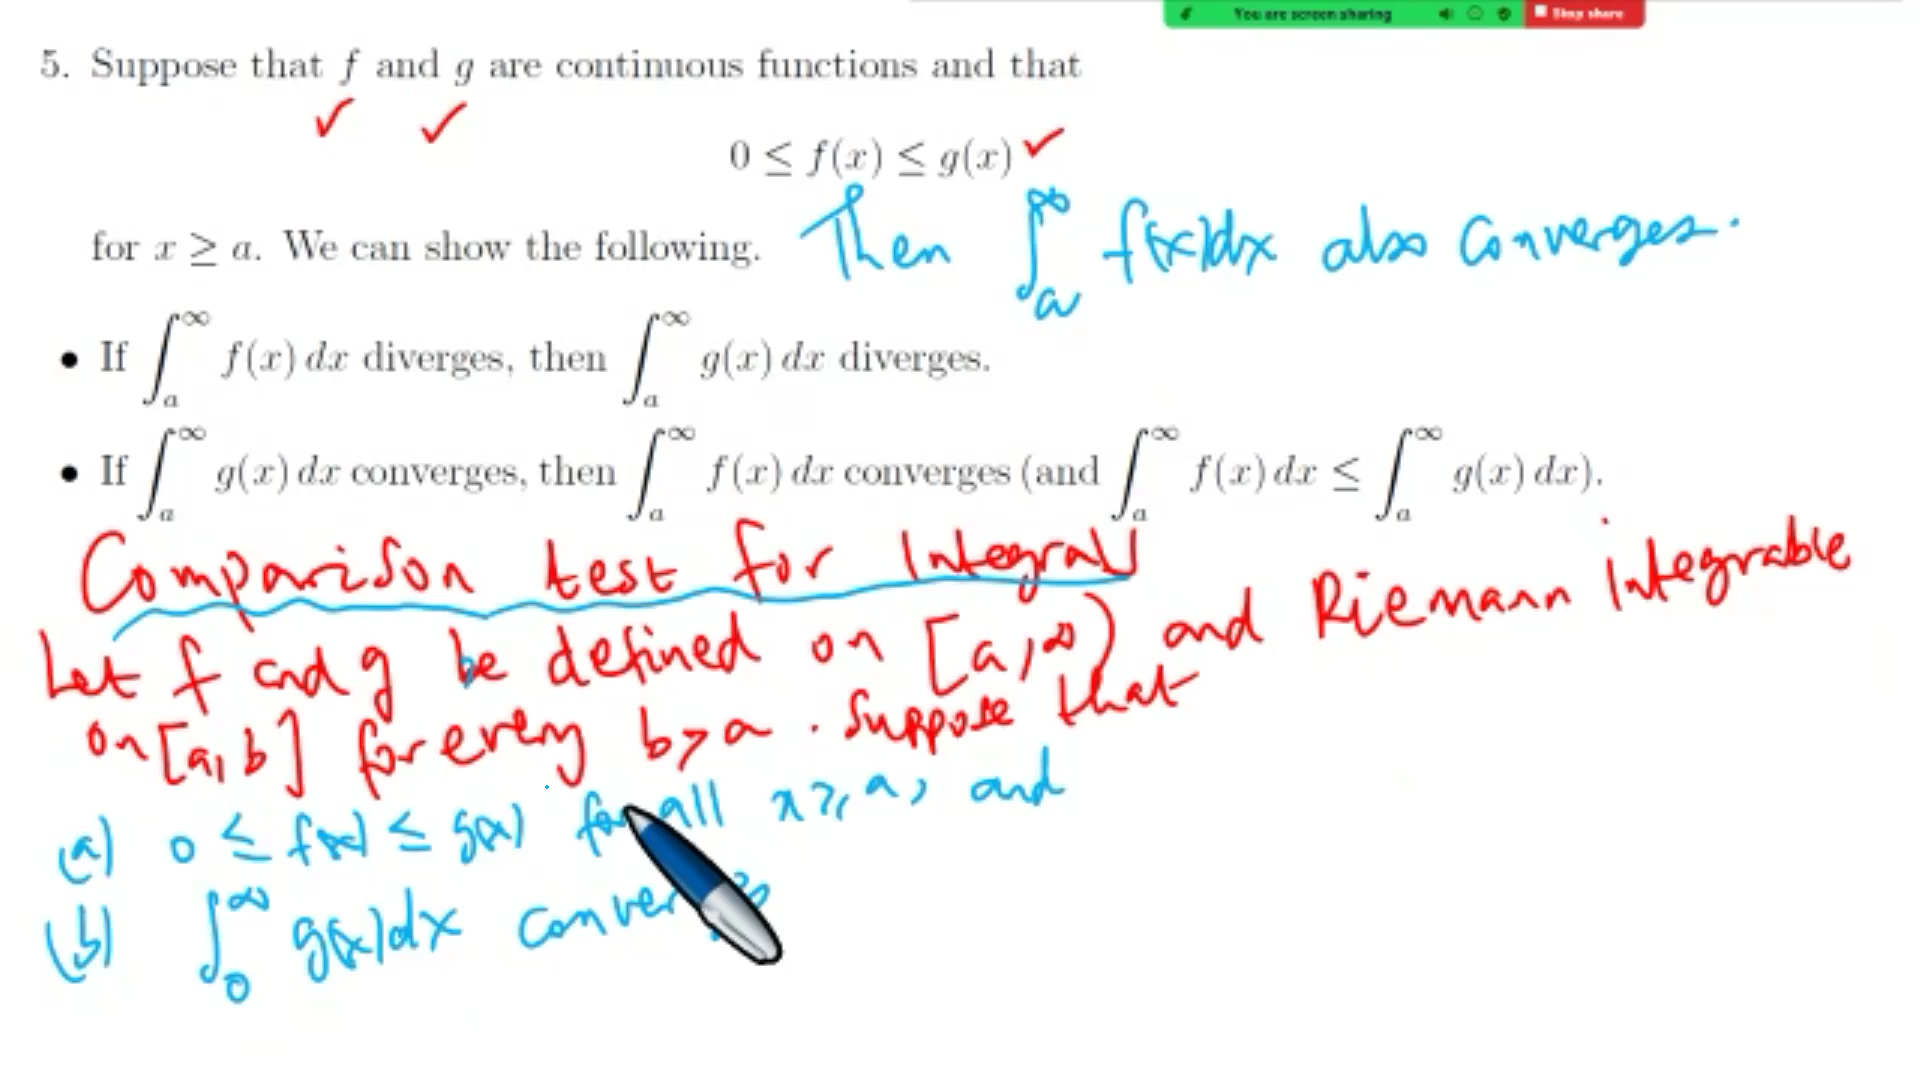 You are screen sharing Stop share
5. Suppose that f and g are continuous functions and that
0 ≤ f(x) ≤ g(x)
for x ≥ a. We can show the following. Then ∫_a^∞ f(x)dx also converges.
• If ∫_a^∞ f(x) dx diverges, then ∫_a^∞ g(x) dx diverges.
• If ∫_a^∞ g(x) dx converges, then ∫_a^∞ f(x) dx converges (and ∫_a^∞ f(x) dx ≤ ∫_a^∞ g(x) dx).
Comparison test for Integrals
Let f and g be defined on [a,∞) and Riemann Integrable
on [a,b] for every b>a. Suppose that
(a) 0 ≤ f(x) ≤ g(x) for all x ≥ a, and
(b) ∫_0^∞ g(x)dx converges